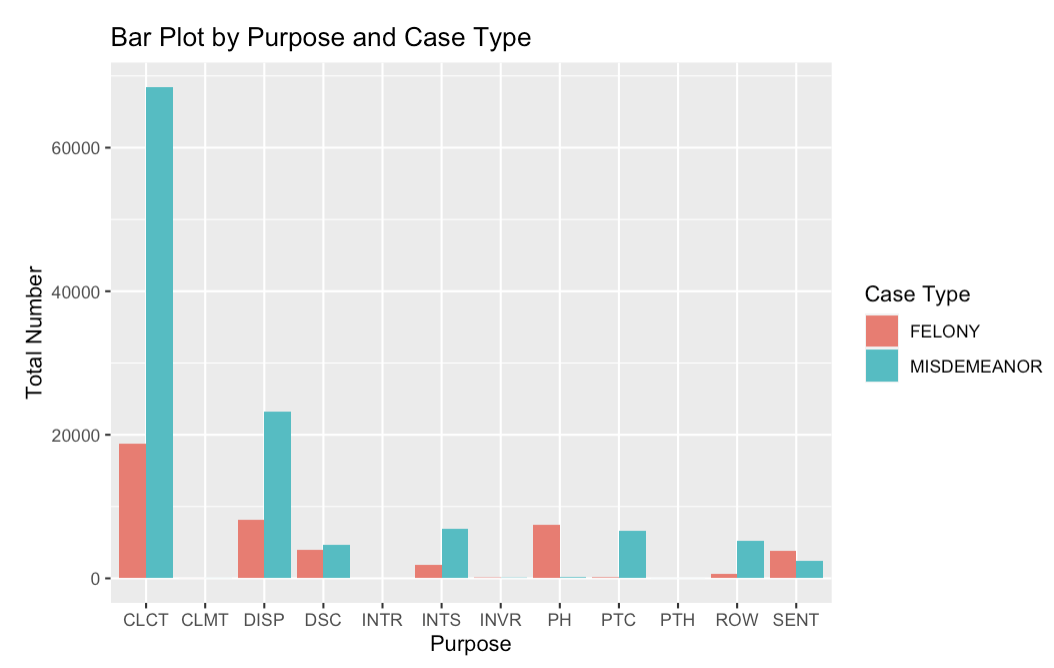 Bar Plot by Purpose and Case Type
Total Number
60000
40000
20000
0
CLCT CLMT DISP DSC INTR INTS INVR PH PTC PTH ROW SENT
Purpose
Case Type
FELONY
MISDEMEANOR